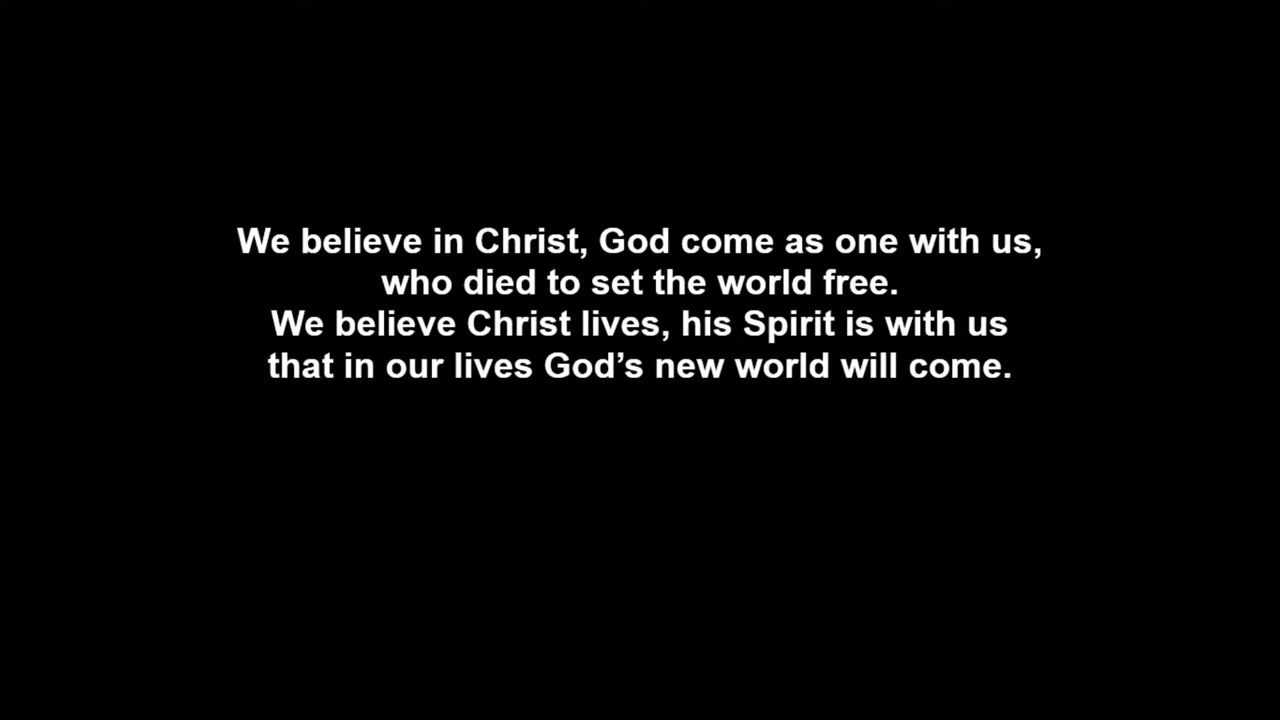 We believe in Christ, God come as one with us,
who died to set the world free.
We believe Christ lives, his Spirit is with us
that in our lives God’s new world will come.